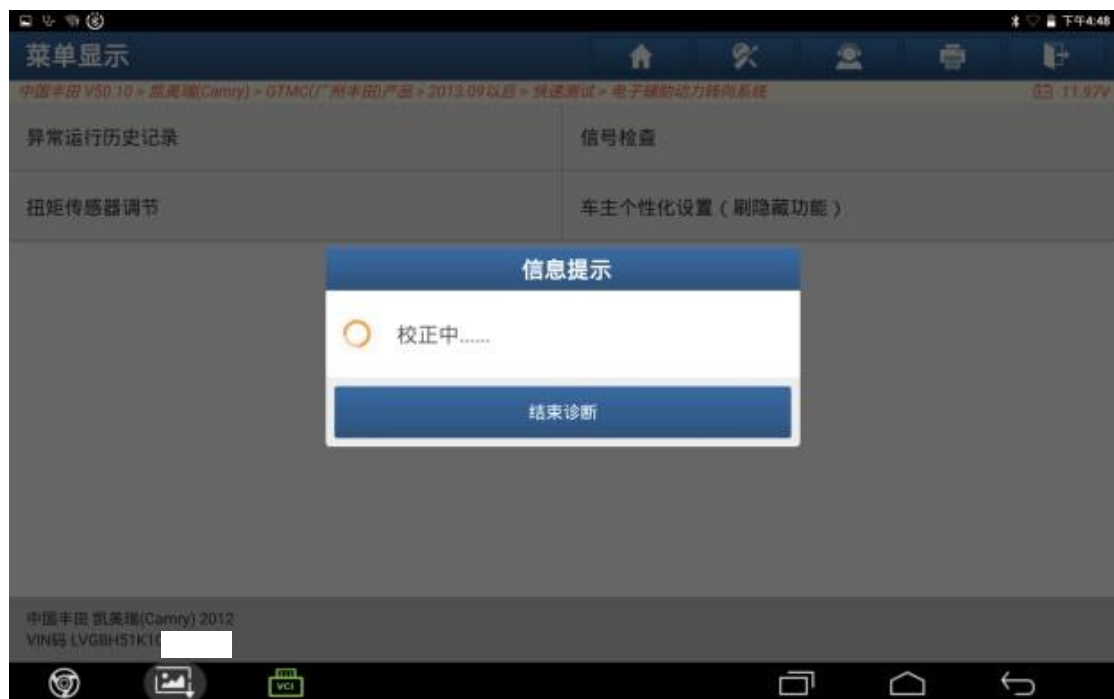 下午4:48
菜单显示
中国丰田 V50.10 > 凯美瑞(Camry) > GTMC(广州丰田)产品 > 2013.09以后 > 快速测试 > 电子辅助动力转向系统
11.97V
异常运行历史记录
信号检查
扭矩传感器调节
车主个性化设置（刷隐藏功能）
信息提示
校正中......
结束诊断
中国丰田 凯美瑞(Camry) 2012
VIN码 LVGBH51K1
VCI